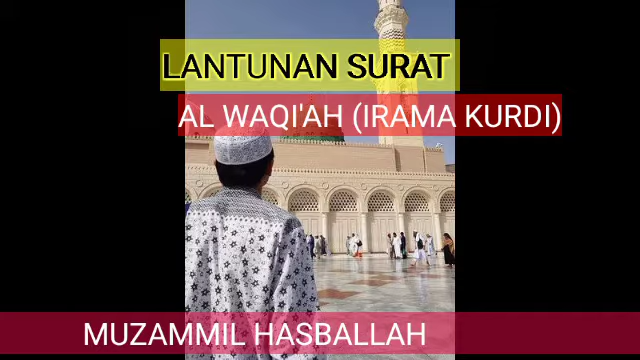 LANTUNAN SURAT
AL WAQI'AH (IRAMA KURDI)
MUZAMMIL HASBALLAH